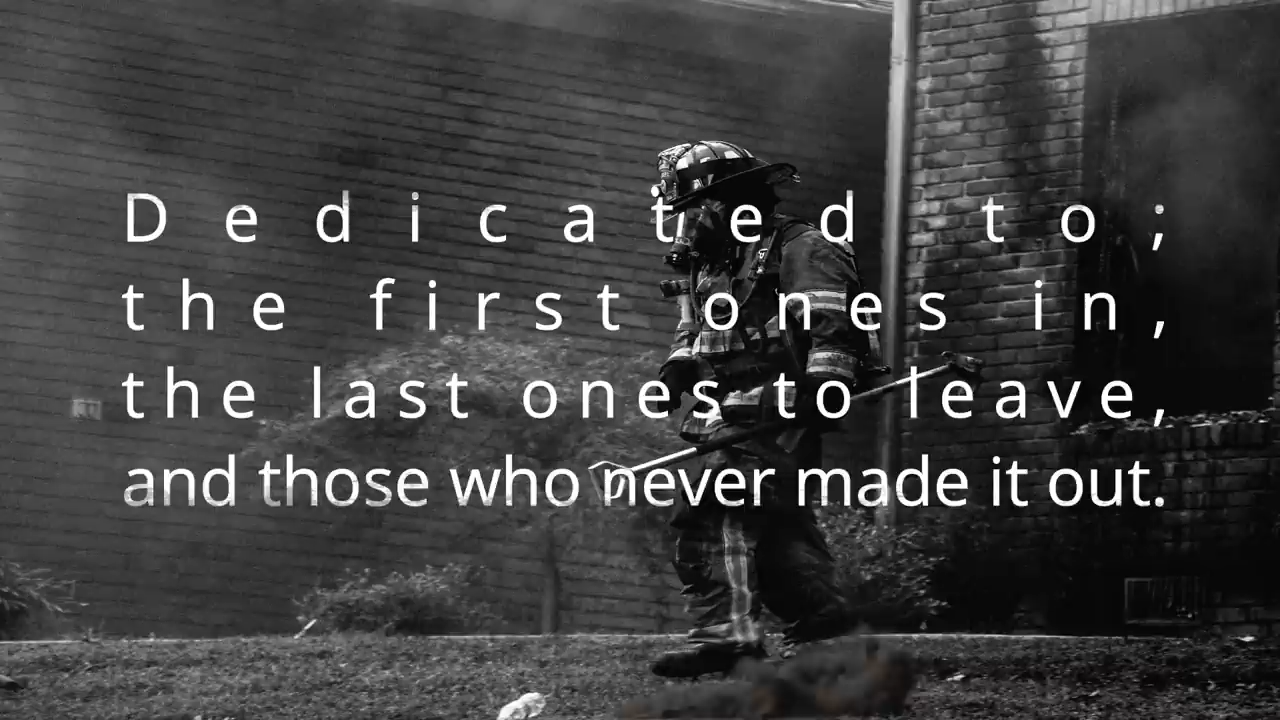 Dedicated to;
the first ones in,
the last ones to leave,
and those who never made it out.